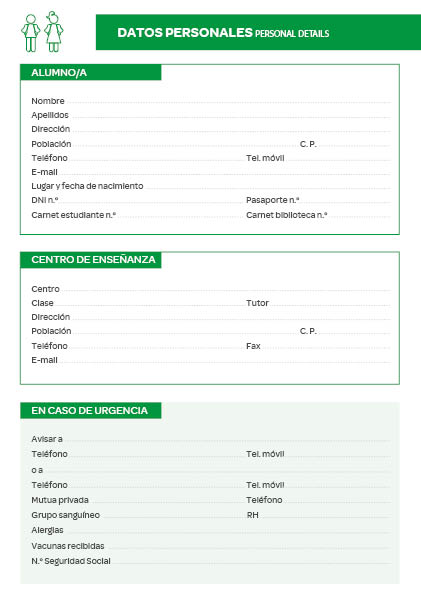 DATOS PERSONALES PERSONAL DETAILS
ALUMNO/A
Nombre
Apellidos
Dirección
Población C. P.
Teléfono Tel. móvil
E-mail
Lugar y fecha de nacimiento
DNI n.º Pasaporte n.º
Carnet estudiante n.º Carnet biblioteca n.º
CENTRO DE ENSEÑANZA
Centro
Clase Tutor
Dirección
Población C. P.
Teléfono Fax
E-mail
EN CASO DE URGENCIA
Avisar a
Teléfono Tel. móvil
o a
Teléfono Tel. móvil
Mutua privada Teléfono
Grupo sanguíneo RH
Alergias
Vacunas recibidas
N.º Seguridad Social